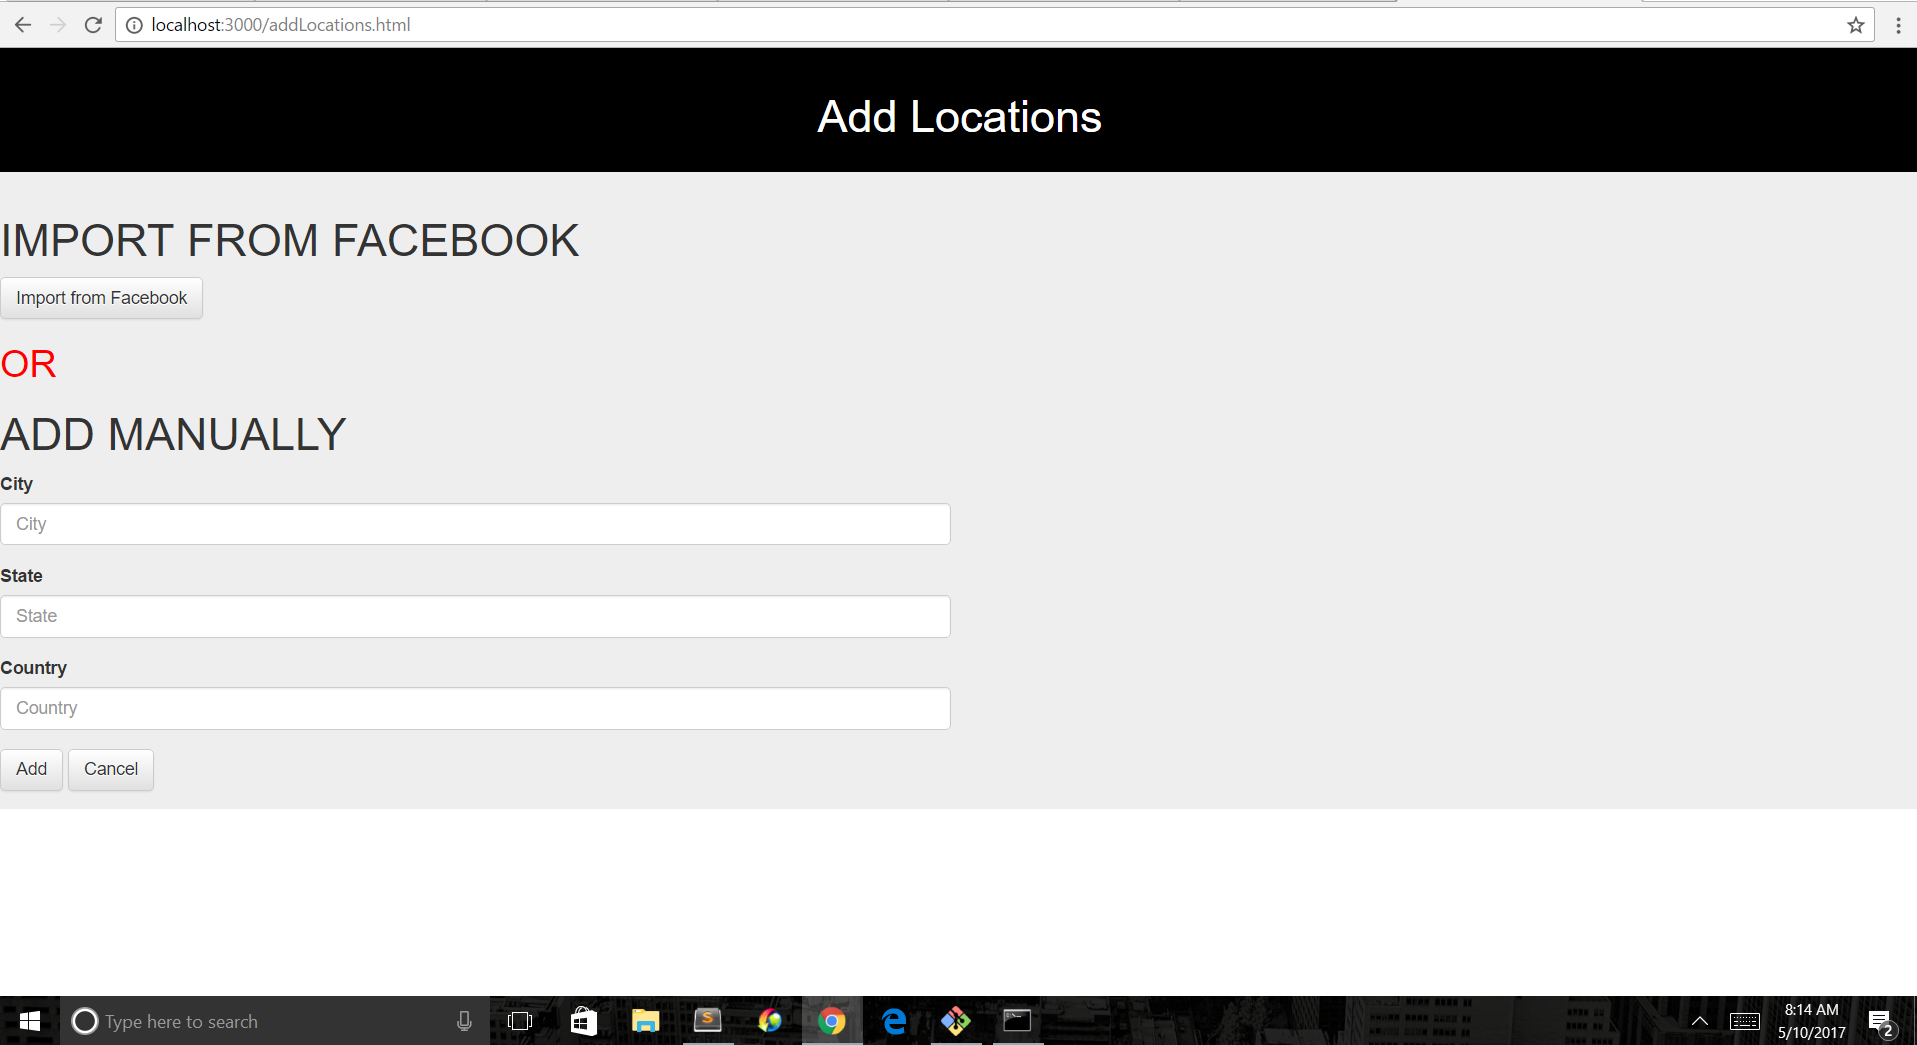 localhost:3000/addLocations.html
Add Locations
IMPORT FROM FACEBOOK
Import from Facebook
OR
ADD MANUALLY
City
City
State
State
Country
Country
Add Cancel
Type here to search
S
8:14 AM
5/10/2017
2